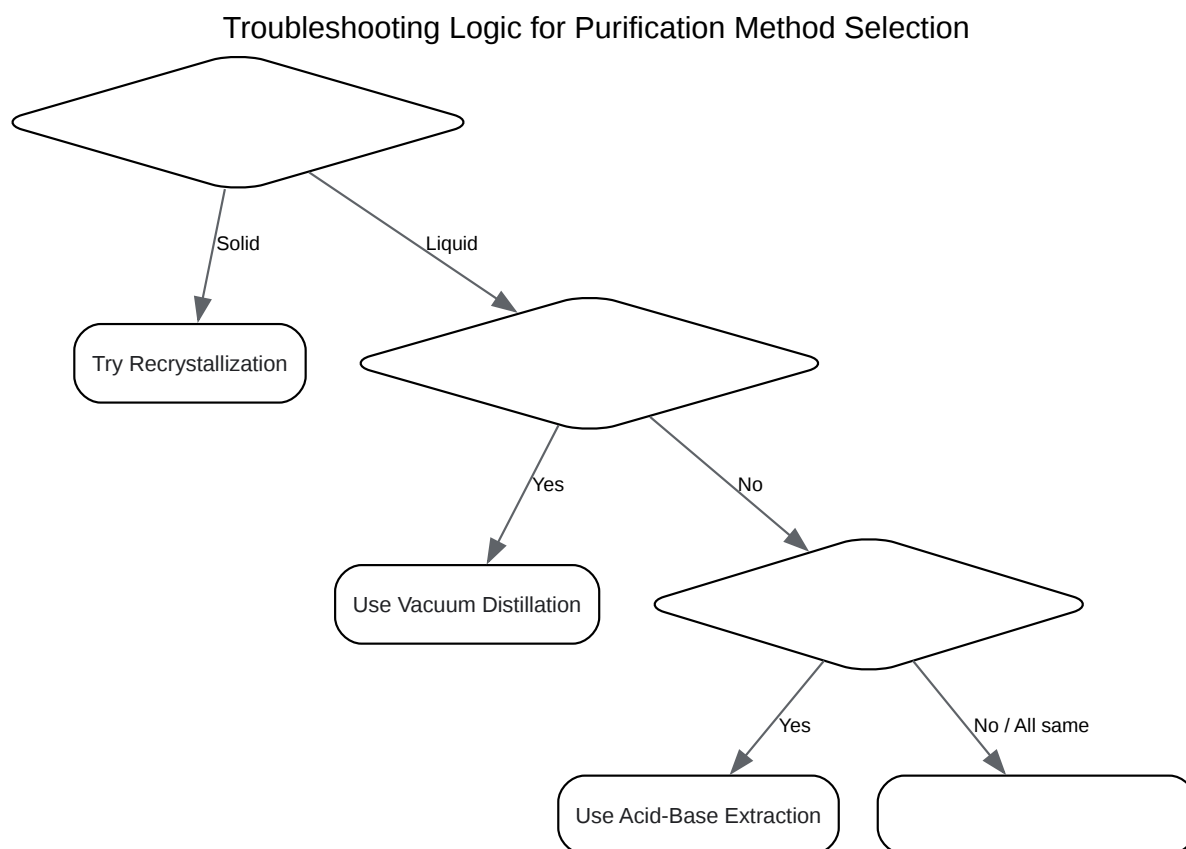 Troubleshooting Logic for Purification Method Selection
Solid
Liquid
Try Recrystallization
Yes
No
Use Vacuum Distillation
Yes
No / All same
Use Acid-Base Extraction